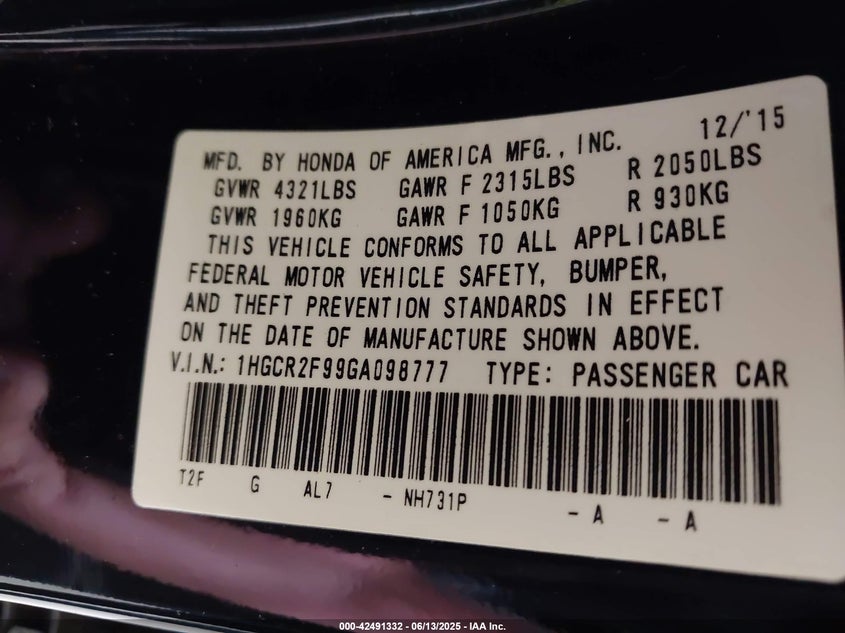 12/'15
MFD. BY HONDA OF AMERICA MFG., INC.
GVWR 4321LBS GAWR F 2315LBS R 2050LBS
GVWR 1960KG GAWR F 1050KG R 930KG
THIS VEHICLE CONFORMS TO ALL APPLICABLE
FEDERAL MOTOR VEHICLE SAFETY, BUMPER,
AND THEFT PREVENTION STANDARDS IN EFFECT
ON THE DATE OF MANUFACTURE SHOWN ABOVE.
V.I.N.: 1HGCR2F99GA098777 TYPE: PASSENGER CAR
T2F G AL7 - NH731P - A - A
000-42491332 - 06/13/2025 - IAA Inc.